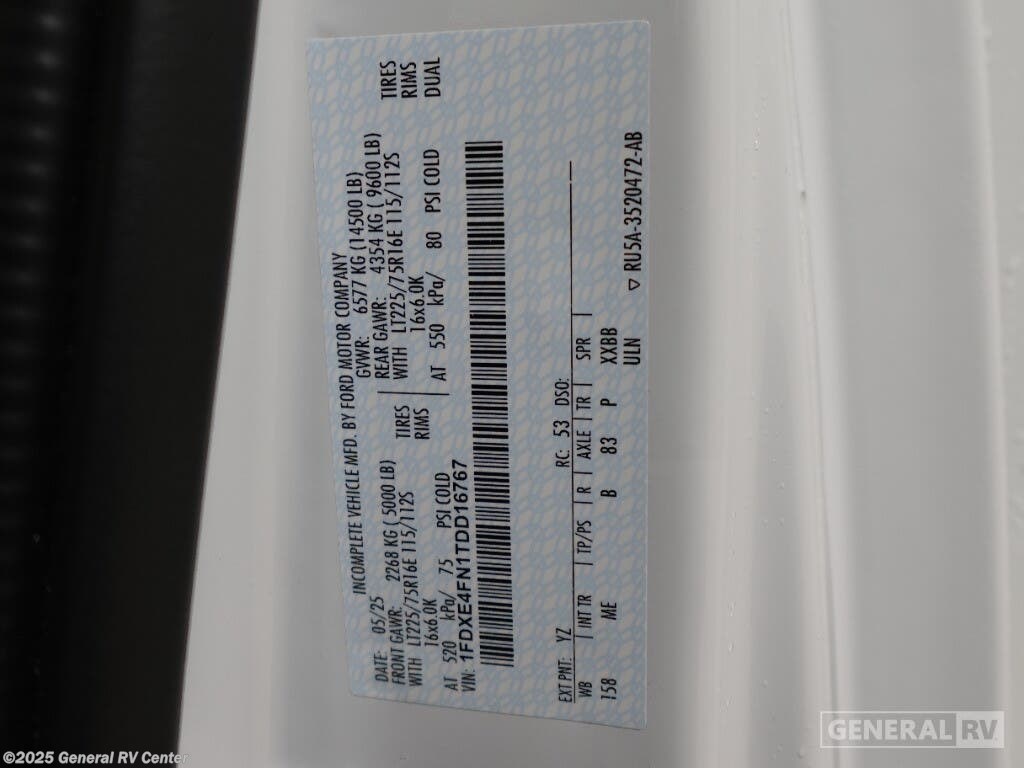 INCOMPLETE VEHICLE MFD. BY FORD MOTOR COMPANY
DATE: 05/25 GVWR: 6577 KG (14500 LB)
FRONT GAWR: 2268 KG ( 5000 LB) REAR GAWR: 4354 KG ( 9600 LB)
WITH LT225/75R16E 115/112S TIRES WITH LT225/75R16E 115/112S TIRES
16x6.0K RIMS 16x6.0K RIMS
AT 520 kPa/ 75 PSI COLD AT 550 kPa/ 80 PSI COLD DUAL
VIN: 1FDXE4FN1TDD16767
EXT PNT: YZ RC: 53 DSO:
WB INT TR TP/PS R AXLE TR SPR
158 ME B 83 P XXBB
ULN ▽ RU5A-3520472-AB
GENERAL RV
©2025 General RV Center